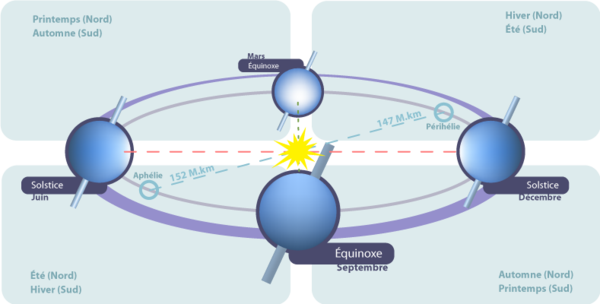 Printemps (Nord)
Automne (Sud)
Hiver (Nord)
Été (Sud)
Mars
Équinoxe
147 M.km
Périhélie
Aphélie
152 M.km
Solstice
Juin
Solstice
Décembre
Équinoxe
Septembre
Été (Nord)
Hiver (Sud)
Automne (Nord)
Printemps (Sud)